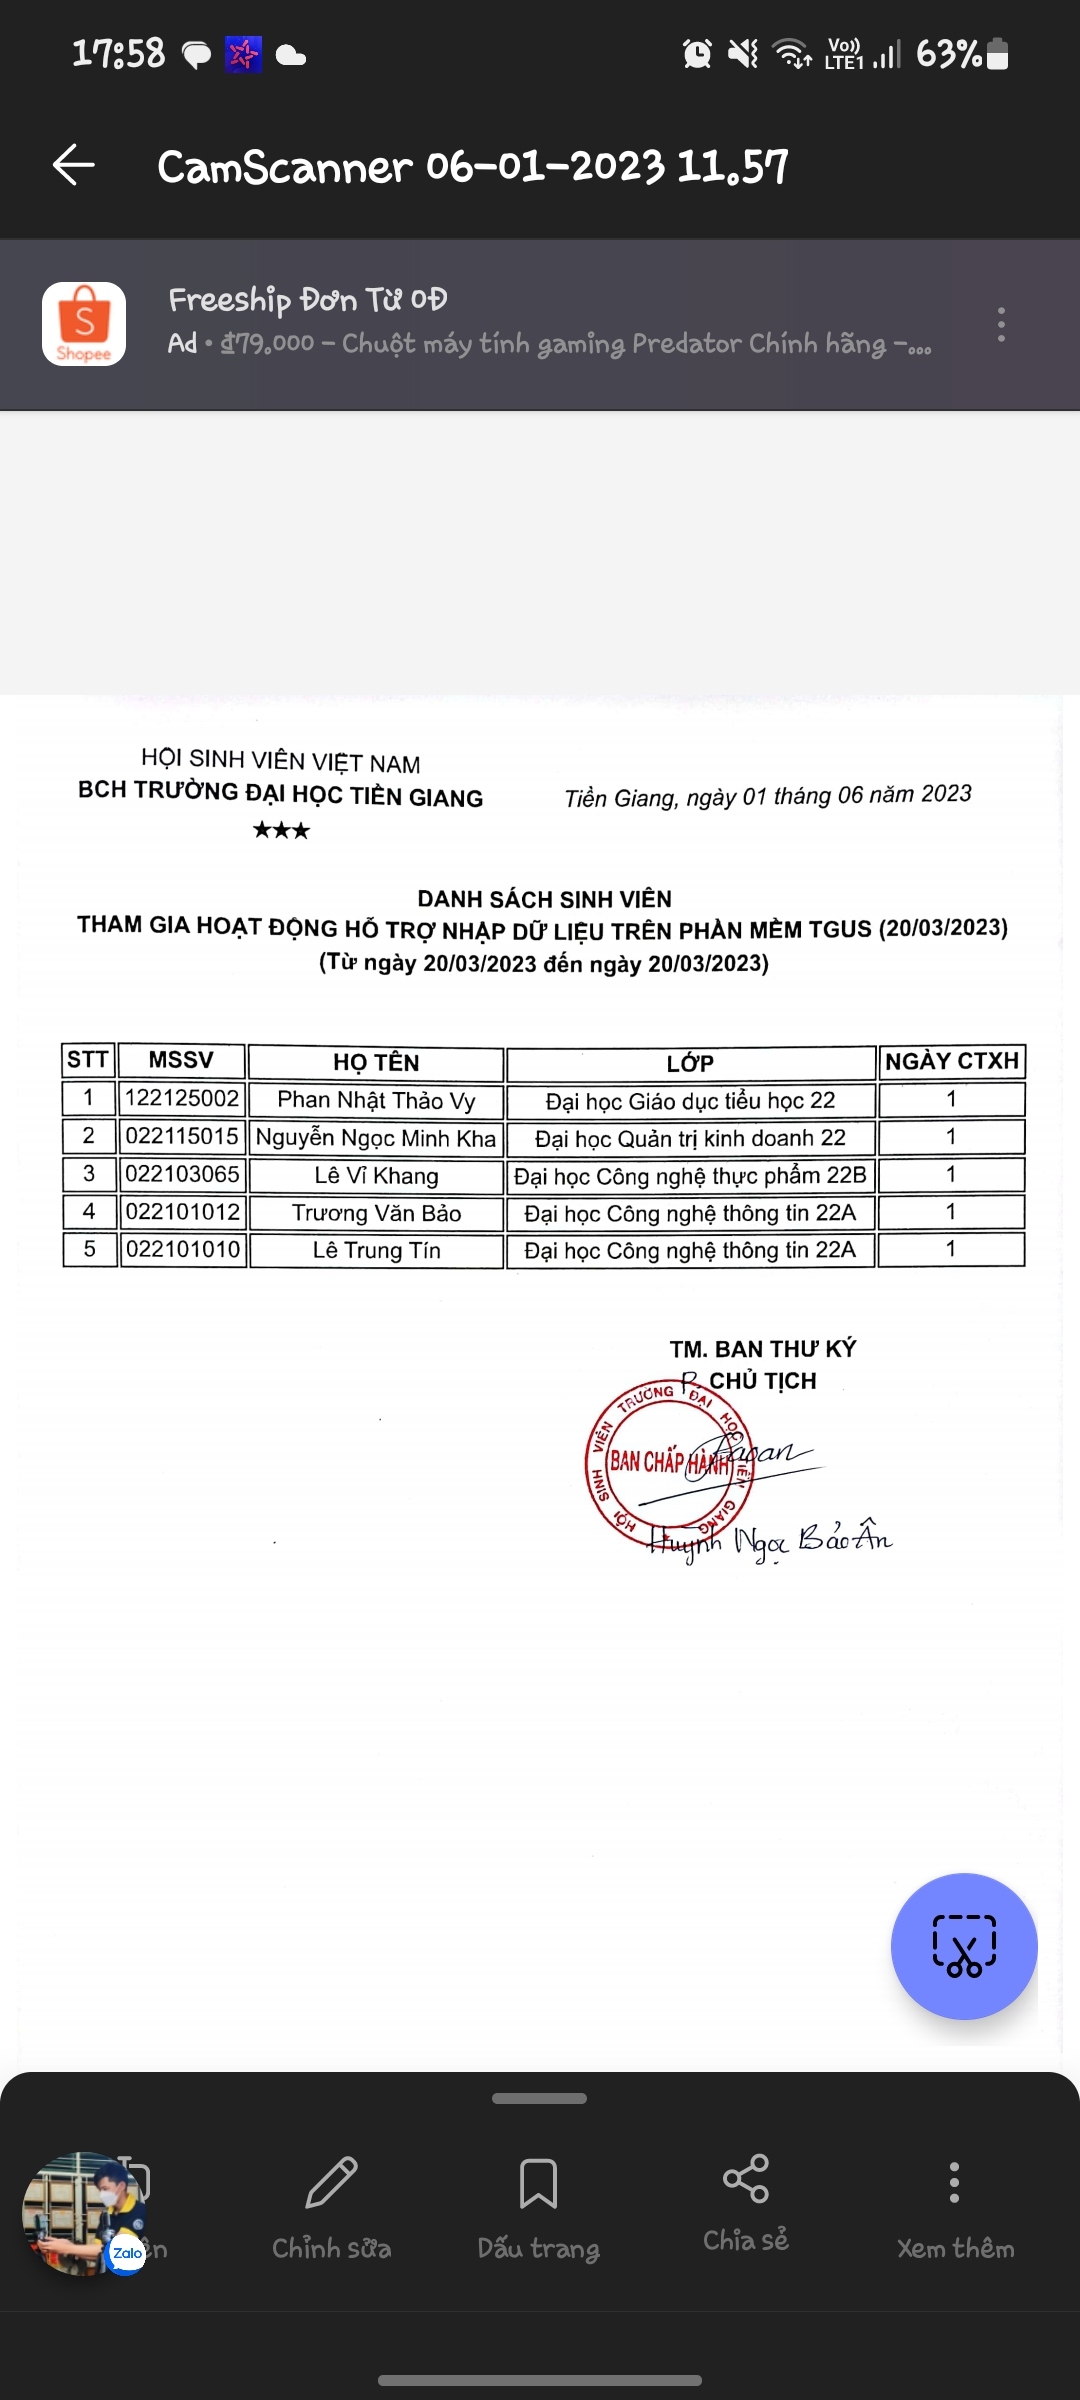 17:58
Vo))
LTE1
63%
CamScanner 06-01-2023 11.57
Freeship Đơn Từ 0Đ
Shopee
Ad • ₫79.000 - Chuột máy tính gaming Predator Chính hãng -...
HỘI SINH VIÊN VIỆT NAM
BCH TRƯỜNG ĐẠI HỌC TIỀN GIANG
★★★
Tiền Giang, ngày 01 tháng 06 năm 2023
DANH SÁCH SINH VIÊN
THAM GIA HOẠT ĐỘNG HỖ TRỢ NHẬP DỮ LIỆU TRÊN PHẦN MỀM TGUS (20/03/2023)
(Từ ngày 20/03/2023 đến ngày 20/03/2023)
STT MSSV HỌ TÊN LỚP NGÀY CTXH
1 122125002 Phan Nhật Thảo Vy Đại học Giáo dục tiểu học 22 1
2 022115015 Nguyễn Ngọc Minh Kha Đại học Quản trị kinh doanh 22 1
3 022103065 Lê Vĩ Khang Đại học Công nghệ thực phẩm 22B 1
4 022101012 Trương Văn Bảo Đại học Công nghệ thông tin 22A 1
5 022101010 Lê Trung Tín Đại học Công nghệ thông tin 22A 1
TM. BAN THƯ KÝ
P. CHỦ TỊCH
HỘI SINH VIÊN TRƯỜNG ĐẠI HỌC TIỀN GIANG
BAN CHẤP HÀNH
Huỳnh Ngọc Bảo Ân
Zalo
Chỉnh sửa
Dấu trang
Chia sẻ
Xem thêm